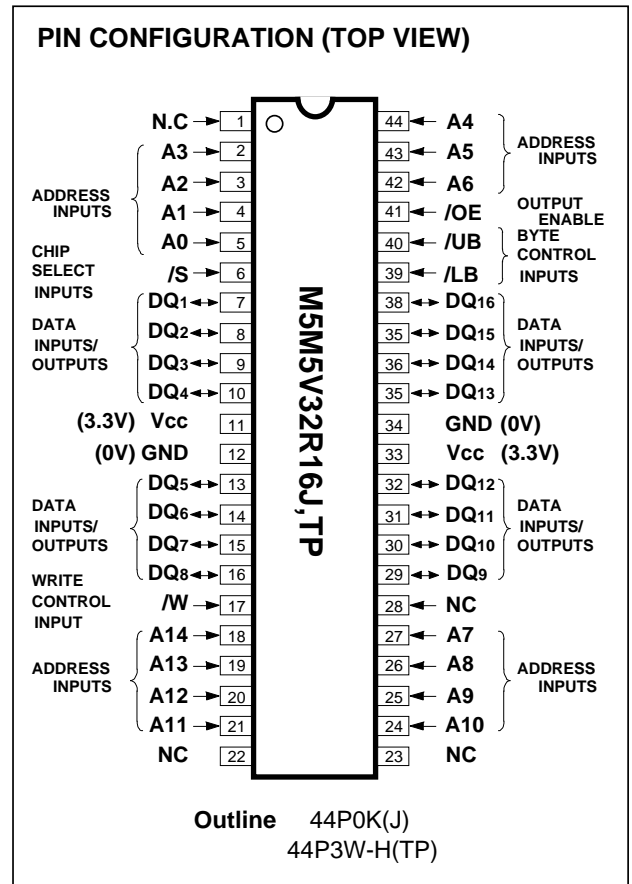 PIN CONFIGURATION (TOP VIEW)
N.C 1 44 A4
A3 2 43 A5
A2 3 42 A6
A1 4 41 /OE
A0 5 40 /UB
/S 6 39 /LB
DQ1 7 38 DQ16
DQ2 8 35 DQ15
DQ3 9 36 DQ14
DQ4 10 35 DQ13
(3.3V) Vcc 11 34 GND (0V)
(0V) GND 12 33 Vcc (3.3V)
DQ5 13 32 DQ12
DQ6 14 31 DQ11
DQ7 15 30 DQ10
DQ8 16 29 DQ9
/W 17 28 NC
A14 18 27 A7
A13 19 26 A8
A12 20 25 A9
A11 21 24 A10
NC 22 23 NC
ADDRESS
INPUTS
CHIP
SELECT
INPUTS
DATA
INPUTS/
OUTPUTS
DATA
INPUTS/
OUTPUTS
WRITE
CONTROL
INPUT
ADDRESS
INPUTS
M5M5V32R16J,TP
ADDRESS
INPUTS
OUTPUT
ENABLE
BYTE
CONTROL
INPUTS
DATA
INPUTS/
OUTPUTS
DATA
INPUTS/
OUTPUTS
ADDRESS
INPUTS
Outline 44P0K(J)
44P3W-H(TP)